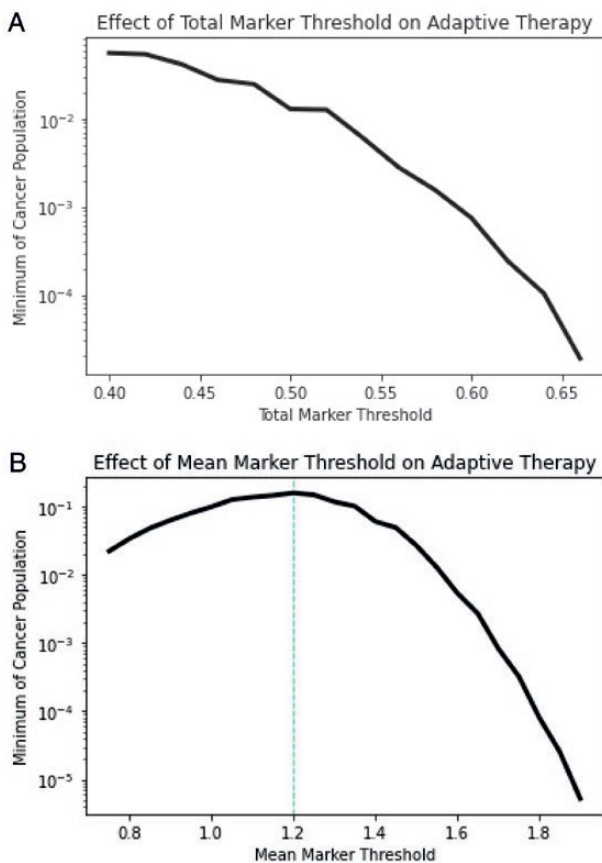 A
Effect of Total Marker Threshold on Adaptive Therapy
Minimum of Cancer Population
10⁻²
10⁻³
10⁻⁴
0.40 0.45 0.50 0.55 0.60 0.65
Total Marker Threshold
B
Effect of Mean Marker Threshold on Adaptive Therapy
Minimum of Cancer Population
10⁻¹
10⁻²
10⁻³
10⁻⁴
10⁻⁵
0.8 1.0 1.2 1.4 1.6 1.8
Mean Marker Threshold